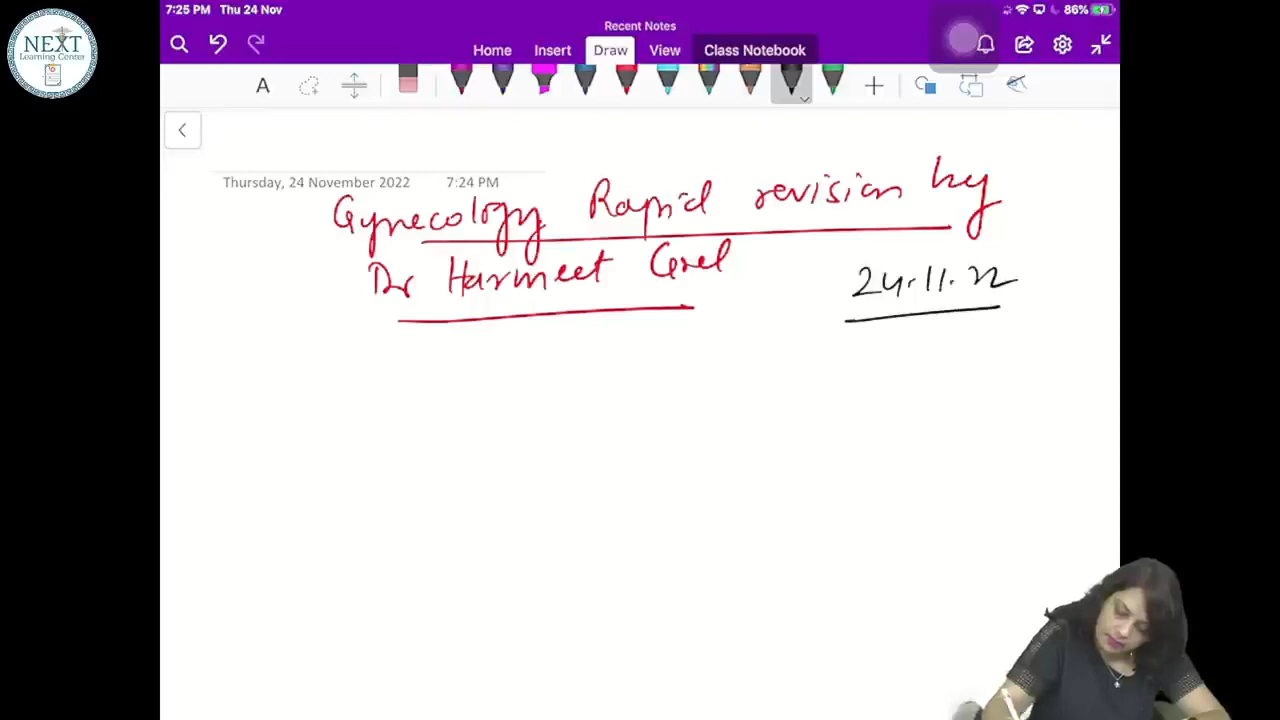 7:25 PM Thu 24 Nov
86%
NEXT
Learning Center
Recent Notes
Home Insert Draw View Class Notebook
A
Thursday, 24 November 2022 7:24 PM
Gynecology Rapid revision by
Dr Harmeet
24.11.22